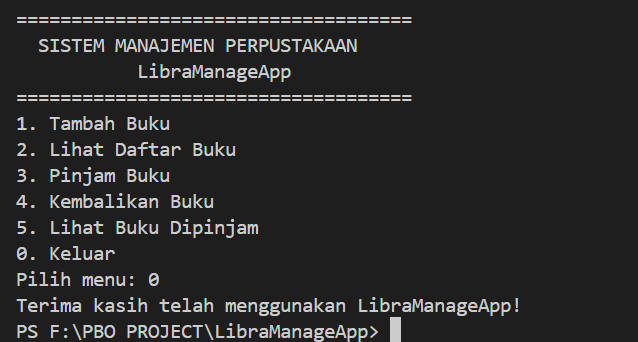 ====================================
SISTEM MANAJEMEN PERPUSTAKAAN
LibraManageApp
====================================
1. Tambah Buku
2. Lihat Daftar Buku
3. Pinjam Buku
4. Kembalikan Buku
5. Lihat Buku Dipinjam
0. Keluar
Pilih menu: 0
Terima kasih telah menggunakan LibraManageApp!
PS F:\PBO PROJECT\LibraManageApp>